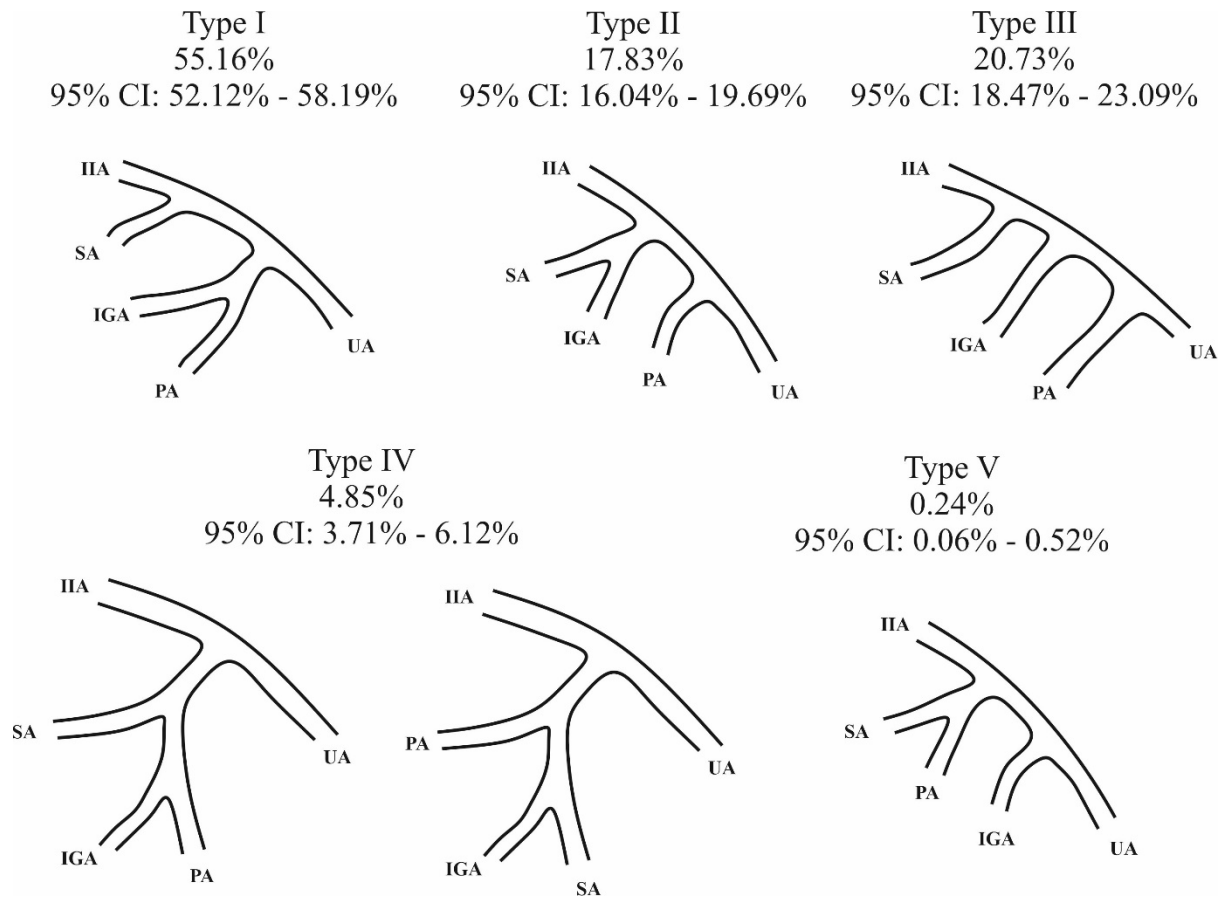 Type I
55.16%
95% CI: 52.12% - 58.19%
IIA
SA
IGA
PA
UA
Type II
17.83%
95% CI: 16.04% - 19.69%
IIA
SA
IGA
PA
UA
Type III
20.73%
95% CI: 18.47% - 23.09%
IIA
SA
IGA
PA
UA
Type IV
4.85%
95% CI: 3.71% - 6.12%
IIA
SA
UA
IGA
PA
IIA
PA
UA
IGA
SA
Type V
0.24%
95% CI: 0.06% - 0.52%
IIA
SA
PA
IGA
UA